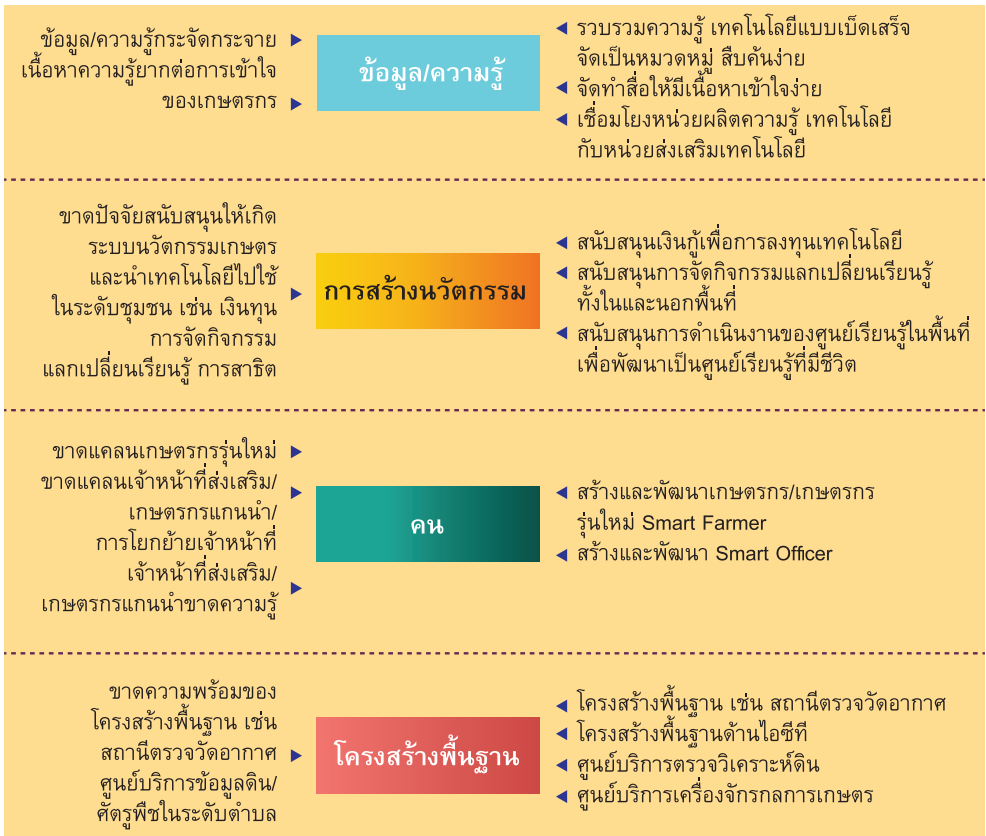 ข้อมูล/ความรู้กระจัดกระจาย
เนื้อหาความรู้ยากต่อการเข้าใจ
ของเกษตรกร
ข้อมูล/ความรู้
รวบรวมความรู้ เทคโนโลยีแบบเบ็ดเสร็จ
จัดเป็นหมวดหมู่ สืบค้นง่าย
จัดทำสื่อให้มีเนื้อหาเข้าใจง่าย
เชื่อมโยงหน่วยผลิตความรู้ เทคโนโลยี
กับหน่วยส่งเสริมเทคโนโลยี
ขาดปัจจัยสนับสนุนให้เกิด
ระบบนวัตกรรมเกษตร
และนำเทคโนโลยีไปใช้
ในระดับชุมชน เช่น เงินทุน
การจัดกิจกรรม
แลกเปลี่ยนเรียนรู้ การสาธิต
การสร้างนวัตกรรม
สนับสนุนเงินกู้เพื่อการลงทุนเทคโนโลยี
สนับสนุนการจัดกิจกรรมแลกเปลี่ยนเรียนรู้
ทั้งในและนอกพื้นที่
สนับสนุนการดำเนินงานของศูนย์เรียนรู้ในพื้นที่
เพื่อพัฒนาเป็นศูนย์เรียนรู้ที่มีชีวิต
ขาดแคลนเกษตรกรรุ่นใหม่
ขาดแคลนเจ้าหน้าที่ส่งเสริม/
เกษตรกรแกนนำ/
การโยกย้ายเจ้าหน้าที่
เจ้าหน้าที่ส่งเสริม/
เกษตรกรแกนนำขาดความรู้
คน
สร้างและพัฒนาเกษตรกร/เกษตรกร
รุ่นใหม่ Smart Farmer
สร้างและพัฒนา Smart Officer
ขาดความพร้อมของ
โครงสร้างพื้นฐาน เช่น
สถานีตรวจวัดอากาศ
ศูนย์บริการข้อมูลดิน/
ศัตรูพืชในระดับตำบล
โครงสร้างพื้นฐาน
โครงสร้างพื้นฐาน เช่น สถานีตรวจวัดอากาศ
โครงสร้างพื้นฐานด้านไอซีที
ศูนย์บริการตรวจวิเคราะห์ดิน
ศูนย์บริการเครื่องจักรกลการเกษตร